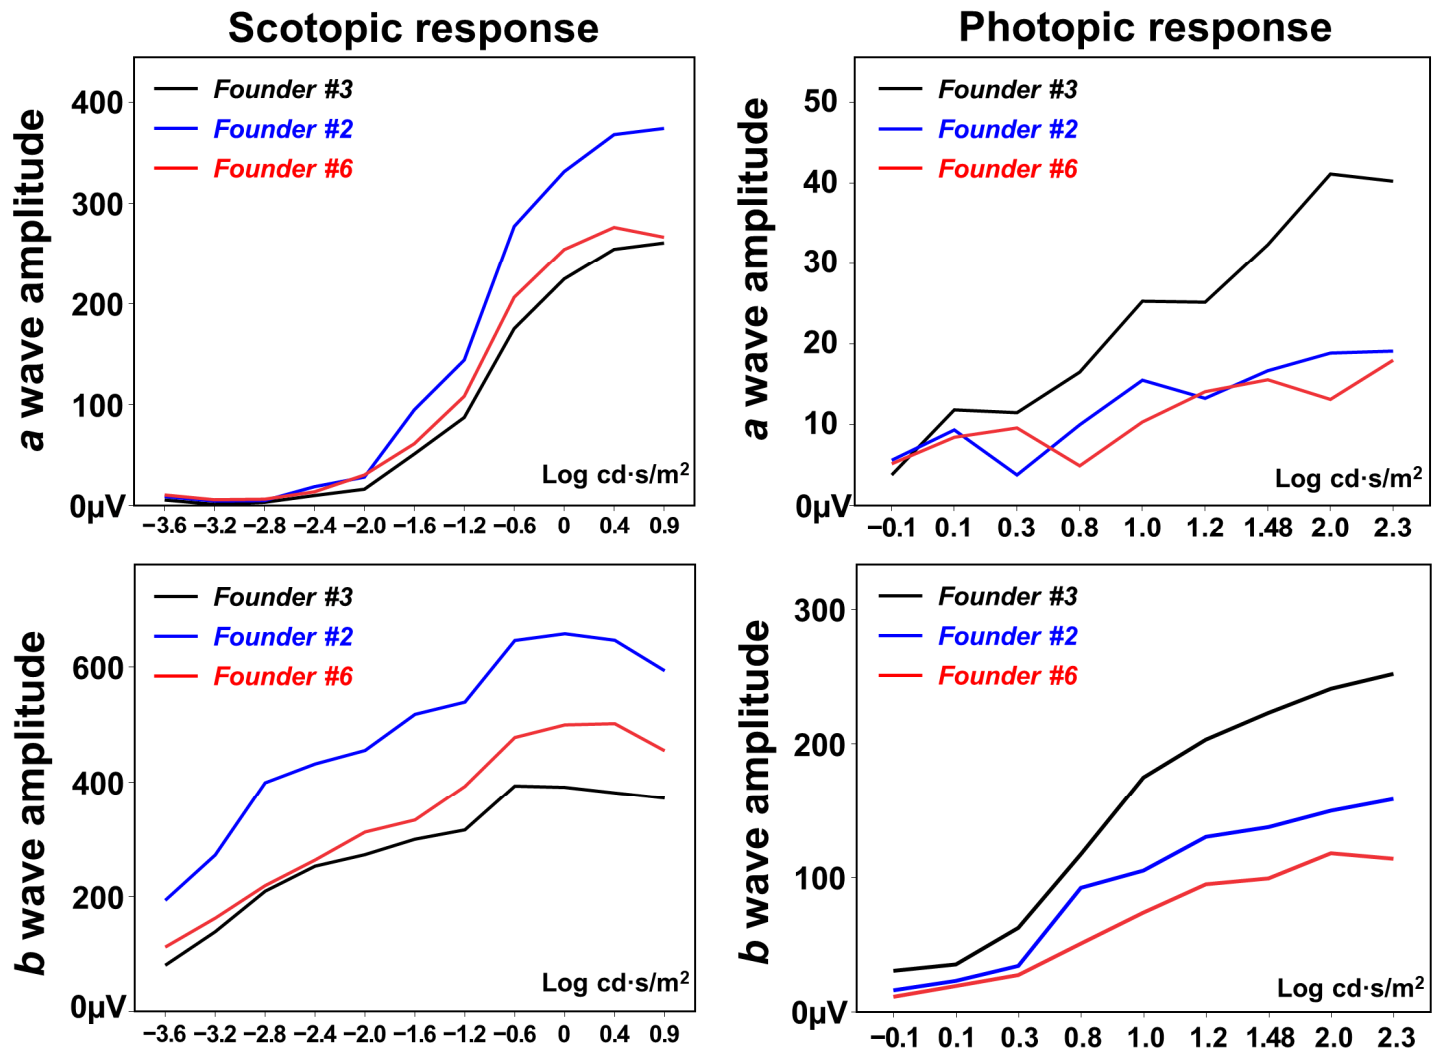 Scotopic response
Photopic response
a wave amplitude
400
300
200
100
0µV
Founder #3
Founder #2
Founder #6
Log cd·s/m²
−3.6 −3.2 −2.8 −2.4 −2.0 −1.6 −1.2 −0.6 0 0.4 0.9
a wave amplitude
50
40
30
20
10
0µV
Founder #3
Founder #2
Founder #6
Log cd·s/m²
−0.1 0.1 0.3 0.8 1.0 1.2 1.48 2.0 2.3
b wave amplitude
600
400
200
0µV
Founder #3
Founder #2
Founder #6
Log cd·s/m²
−3.6 −3.2 −2.8 −2.4 −2.0 −1.6 −1.2 −0.6 0 0.4 0.9
b wave amplitude
300
200
100
0µV
Founder #3
Founder #2
Founder #6
Log cd·s/m²
−0.1 0.1 0.3 0.8 1.0 1.2 1.48 2.0 2.3